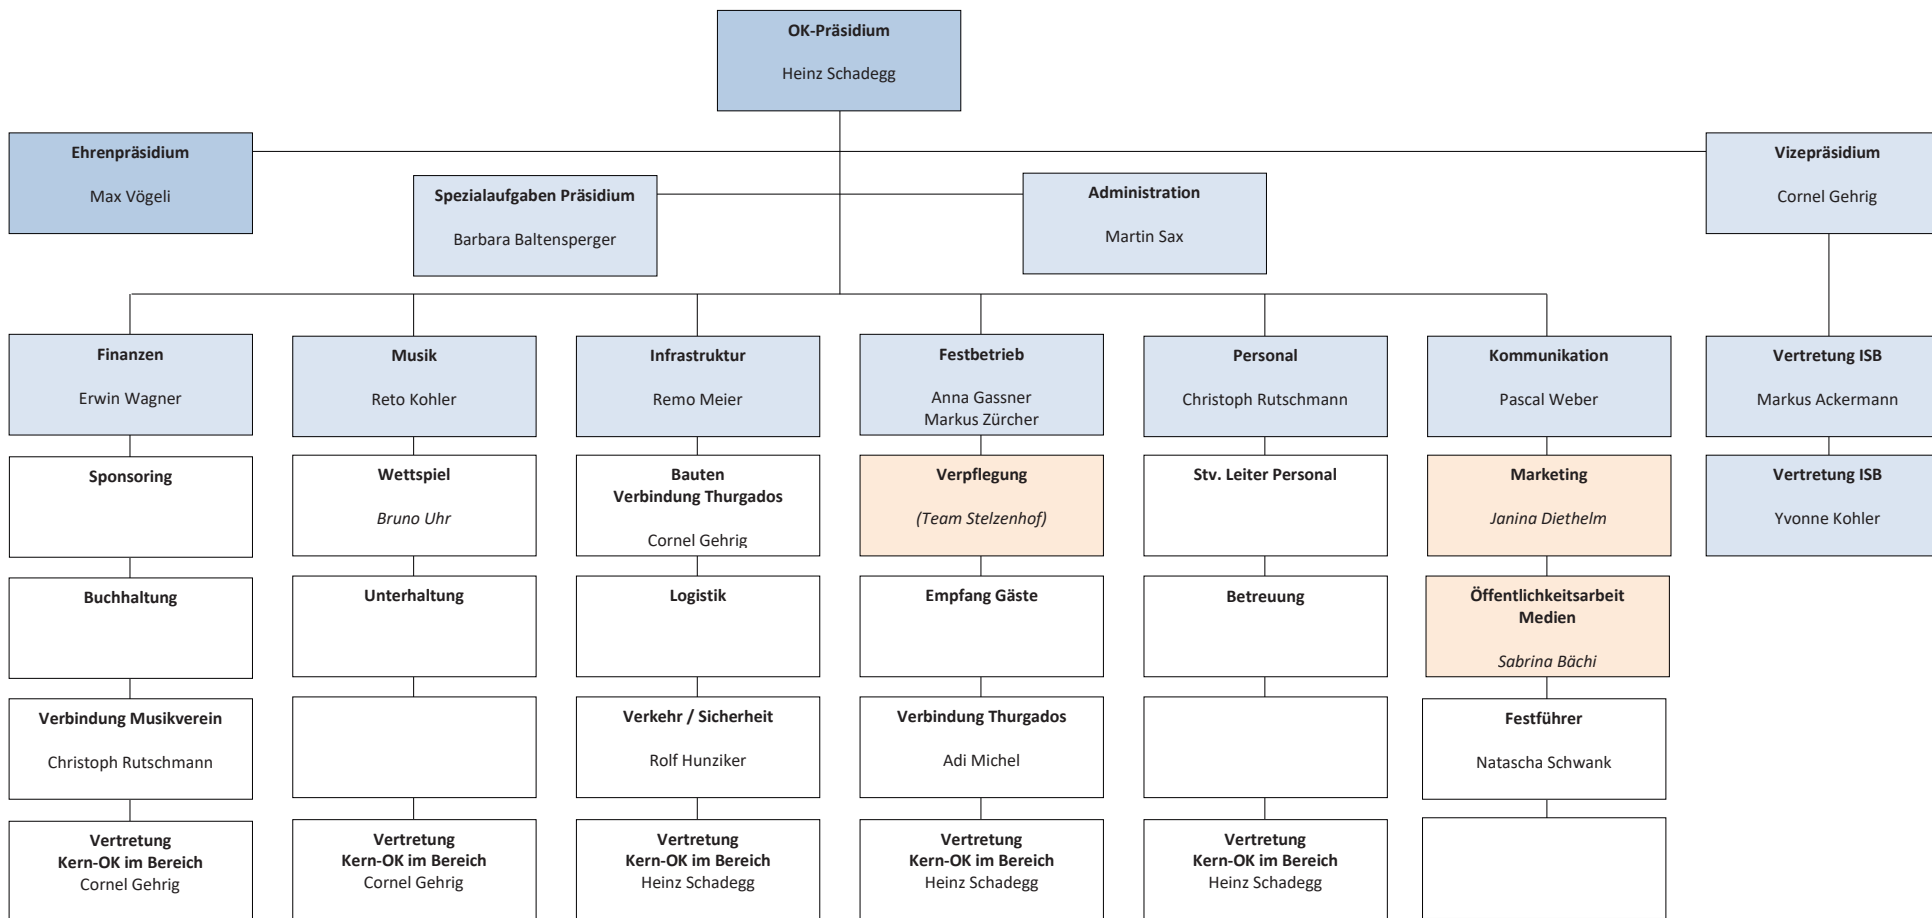 OK-Präsidium
Heinz Schadegg
Ehrenpräsidium
Max Vögeli
Vizepräsidium
Cornel Gehrig
Spezialaufgaben Präsidium
Barbara Baltensperger
Administration
Martin Sax
Finanzen
Erwin Wagner
Musik
Reto Kohler
Infrastruktur
Remo Meier
Festbetrieb
Anna Gassner
Markus Zürcher
Personal
Christoph Rutschmann
Kommunikation
Pascal Weber
Vertretung ISB
Markus Ackermann
Sponsoring
Wettspiel
Bruno Uhr
Bauten
Verbindung Thurgados
Cornel Gehrig
Verpflegung
(Team Stelzenhof)
Stv. Leiter Personal
Marketing
Janina Diethelm
Vertretung ISB
Yvonne Kohler
Buchhaltung
Unterhaltung
Logistik
Empfang Gäste
Betreuung
Öffentlichkeitsarbeit
Medien
Sabrina Bächi
Verbindung Musikverein
Christoph Rutschmann
Verkehr / Sicherheit
Rolf Hunziker
Verbindung Thurgados
Adi Michel
Festführer
Natascha Schwank
Vertretung
Kern-OK im Bereich
Cornel Gehrig
Vertretung
Kern-OK im Bereich
Cornel Gehrig
Vertretung
Kern-OK im Bereich
Heinz Schadegg
Vertretung
Kern-OK im Bereich
Heinz Schadegg
Vertretung
Kern-OK im Bereich
Heinz Schadegg